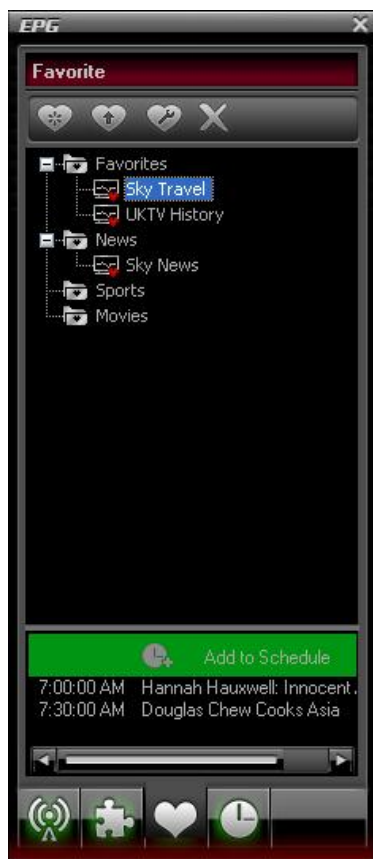 EPG
Favorite
Favorites
Sky Travel
UKTV History
News
Sky News
Sports
Movies
Add to Schedule
7:00:00 AM Hannah Hauxwell: Innocent.
7:30:00 AM Douglas Chew Cooks Asia